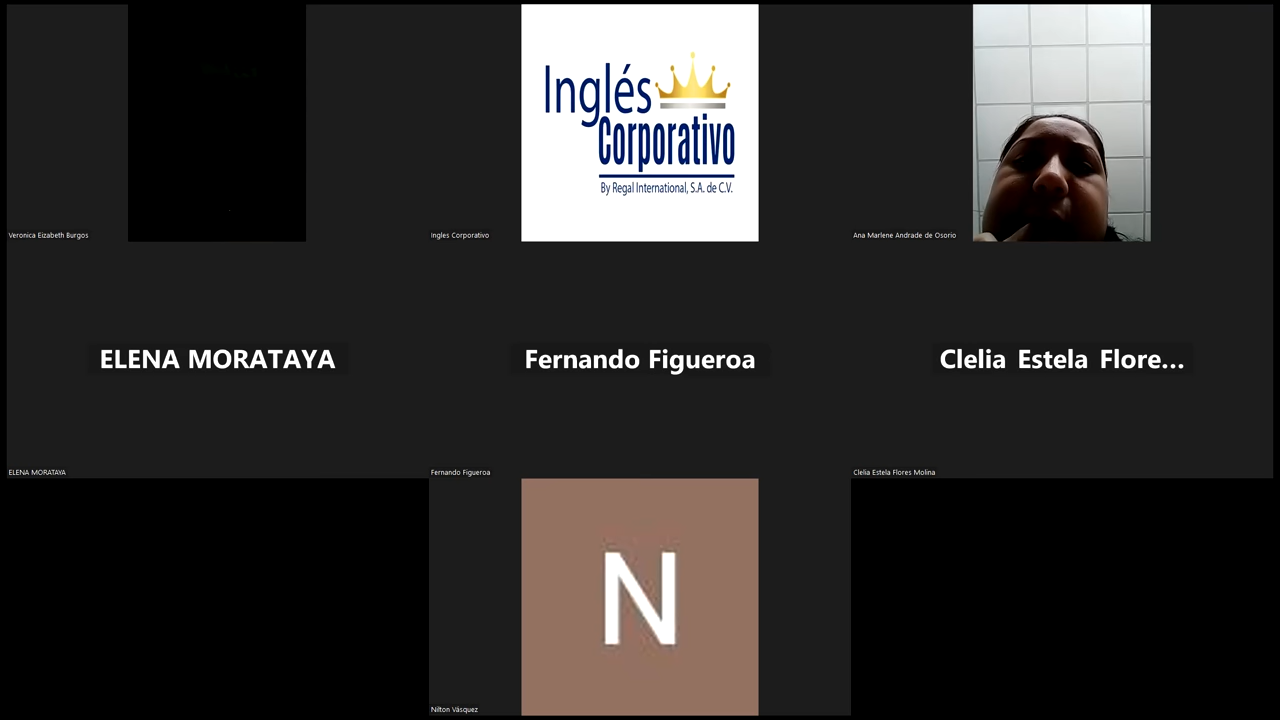 Inglés
Corporativo
By Regal International, S.A. de C.V.
Veronica Eizabeth Burgos
Ingles Corporativo
Ana Marlene Andrade de Osorio
ELENA MORATAYA
Fernando Figueroa
Clelia Estela Flore...
ELENA MORATAYA
Fernando Figueroa
Clelia Estela Flores Molina
N
Nilton Vásquez